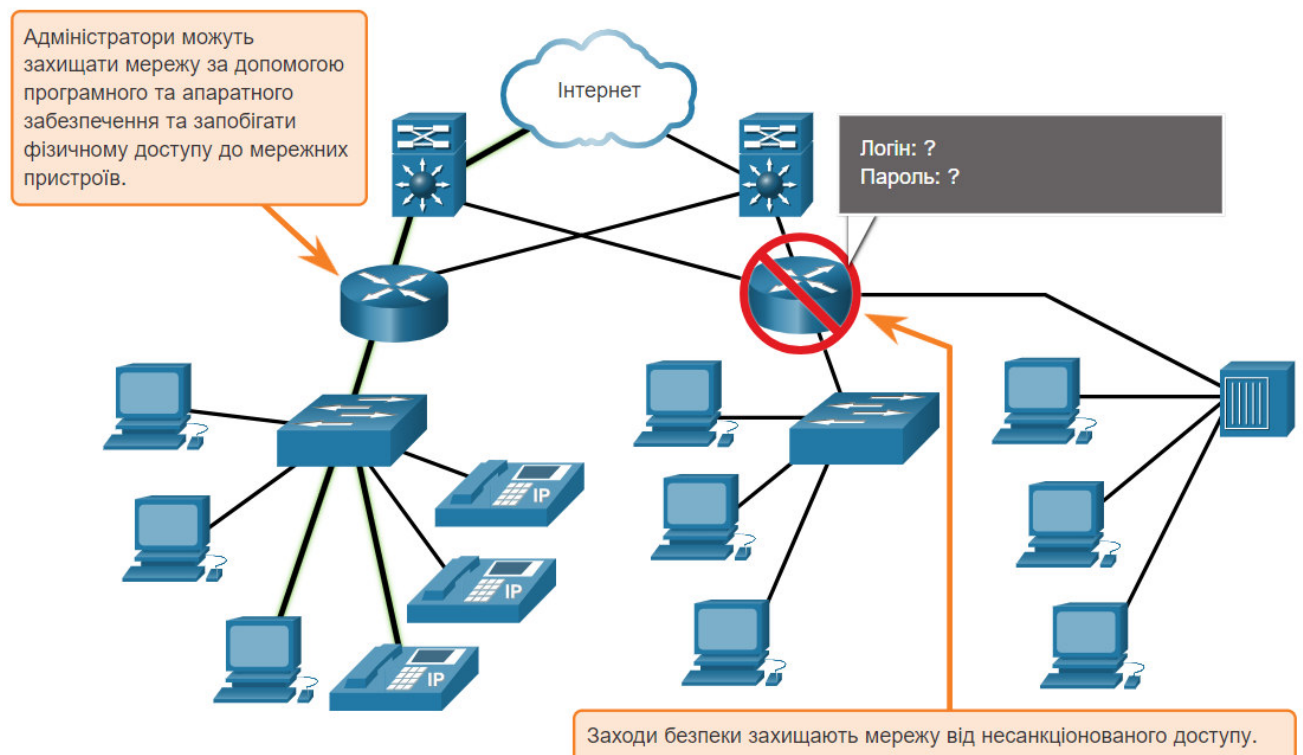 Адміністратори можуть
захищати мережу за допомогою
програмного та апаратного
забезпечення та запобігати
фізичному доступу до мережних
пристроїв.
Інтернет
Логін: ?
Пароль: ?
IP
IP
IP
Заходи безпеки захищають мережу від несанкціонованого доступу.